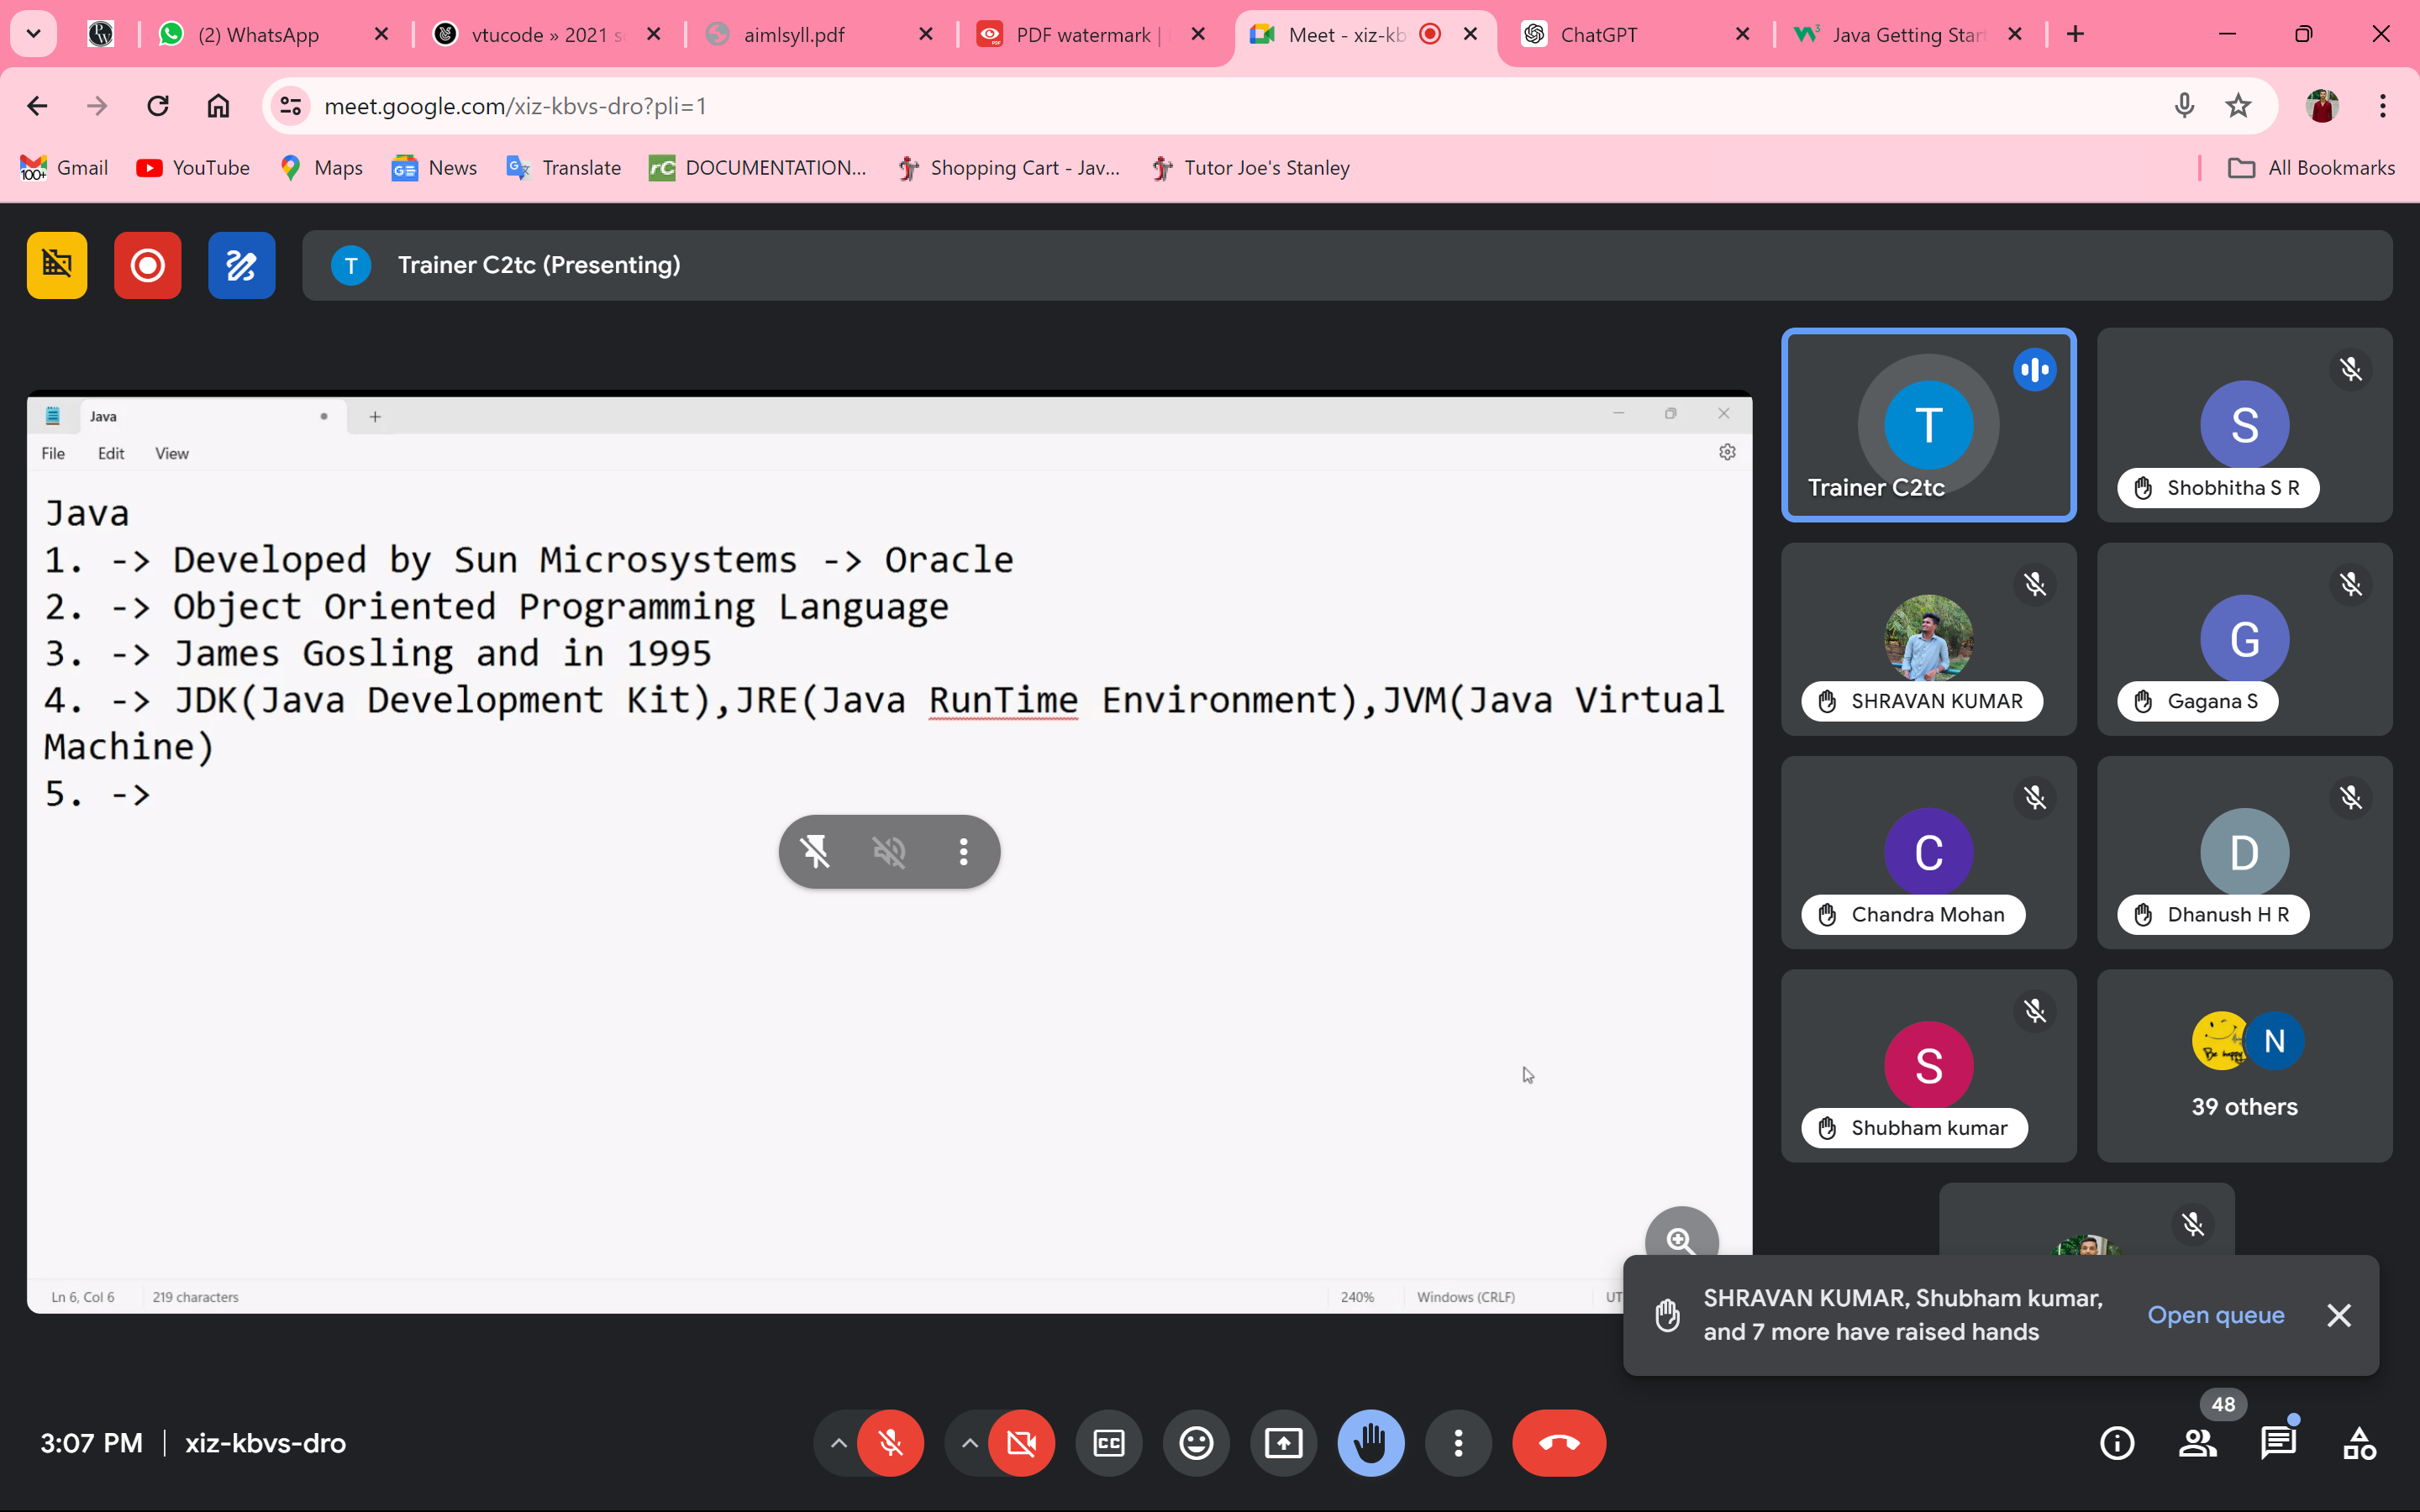 (2) WhatsApp
vtucode » 2021 s
aimlsyll.pdf
PDF watermark |
Meet - xiz-kb
ChatGPT
Java Getting Star
meet.google.com/xiz-kbvs-dro?pli=1
100+ Gmail
YouTube
Maps
News
Translate
rC DOCUMENTATION...
Shopping Cart - Jav...
Tutor Joe's Stanley
All Bookmarks
T Trainer C2tc (Presenting)
Java
File Edit View
Java
1. -> Developed by Sun Microsystems -> Oracle
2. -> Object Oriented Programming Language
3. -> James Gosling and in 1995
4. -> JDK(Java Development Kit),JRE(Java RunTime Environment),JVM(Java Virtual
Machine)
5. ->
Ln 6, Col 6 219 characters
240% Windows (CRLF) UT
T
Trainer C2tc
S
Shobhitha S R
SHRAVAN KUMAR
G
Gagana S
C
Chandra Mohan
D
Dhanush H R
S
Shubham kumar
Be happy N
39 others
SHRAVAN KUMAR, Shubham kumar,
and 7 more have raised hands
Open queue
3:07 PM | xiz-kbvs-dro
CC
48